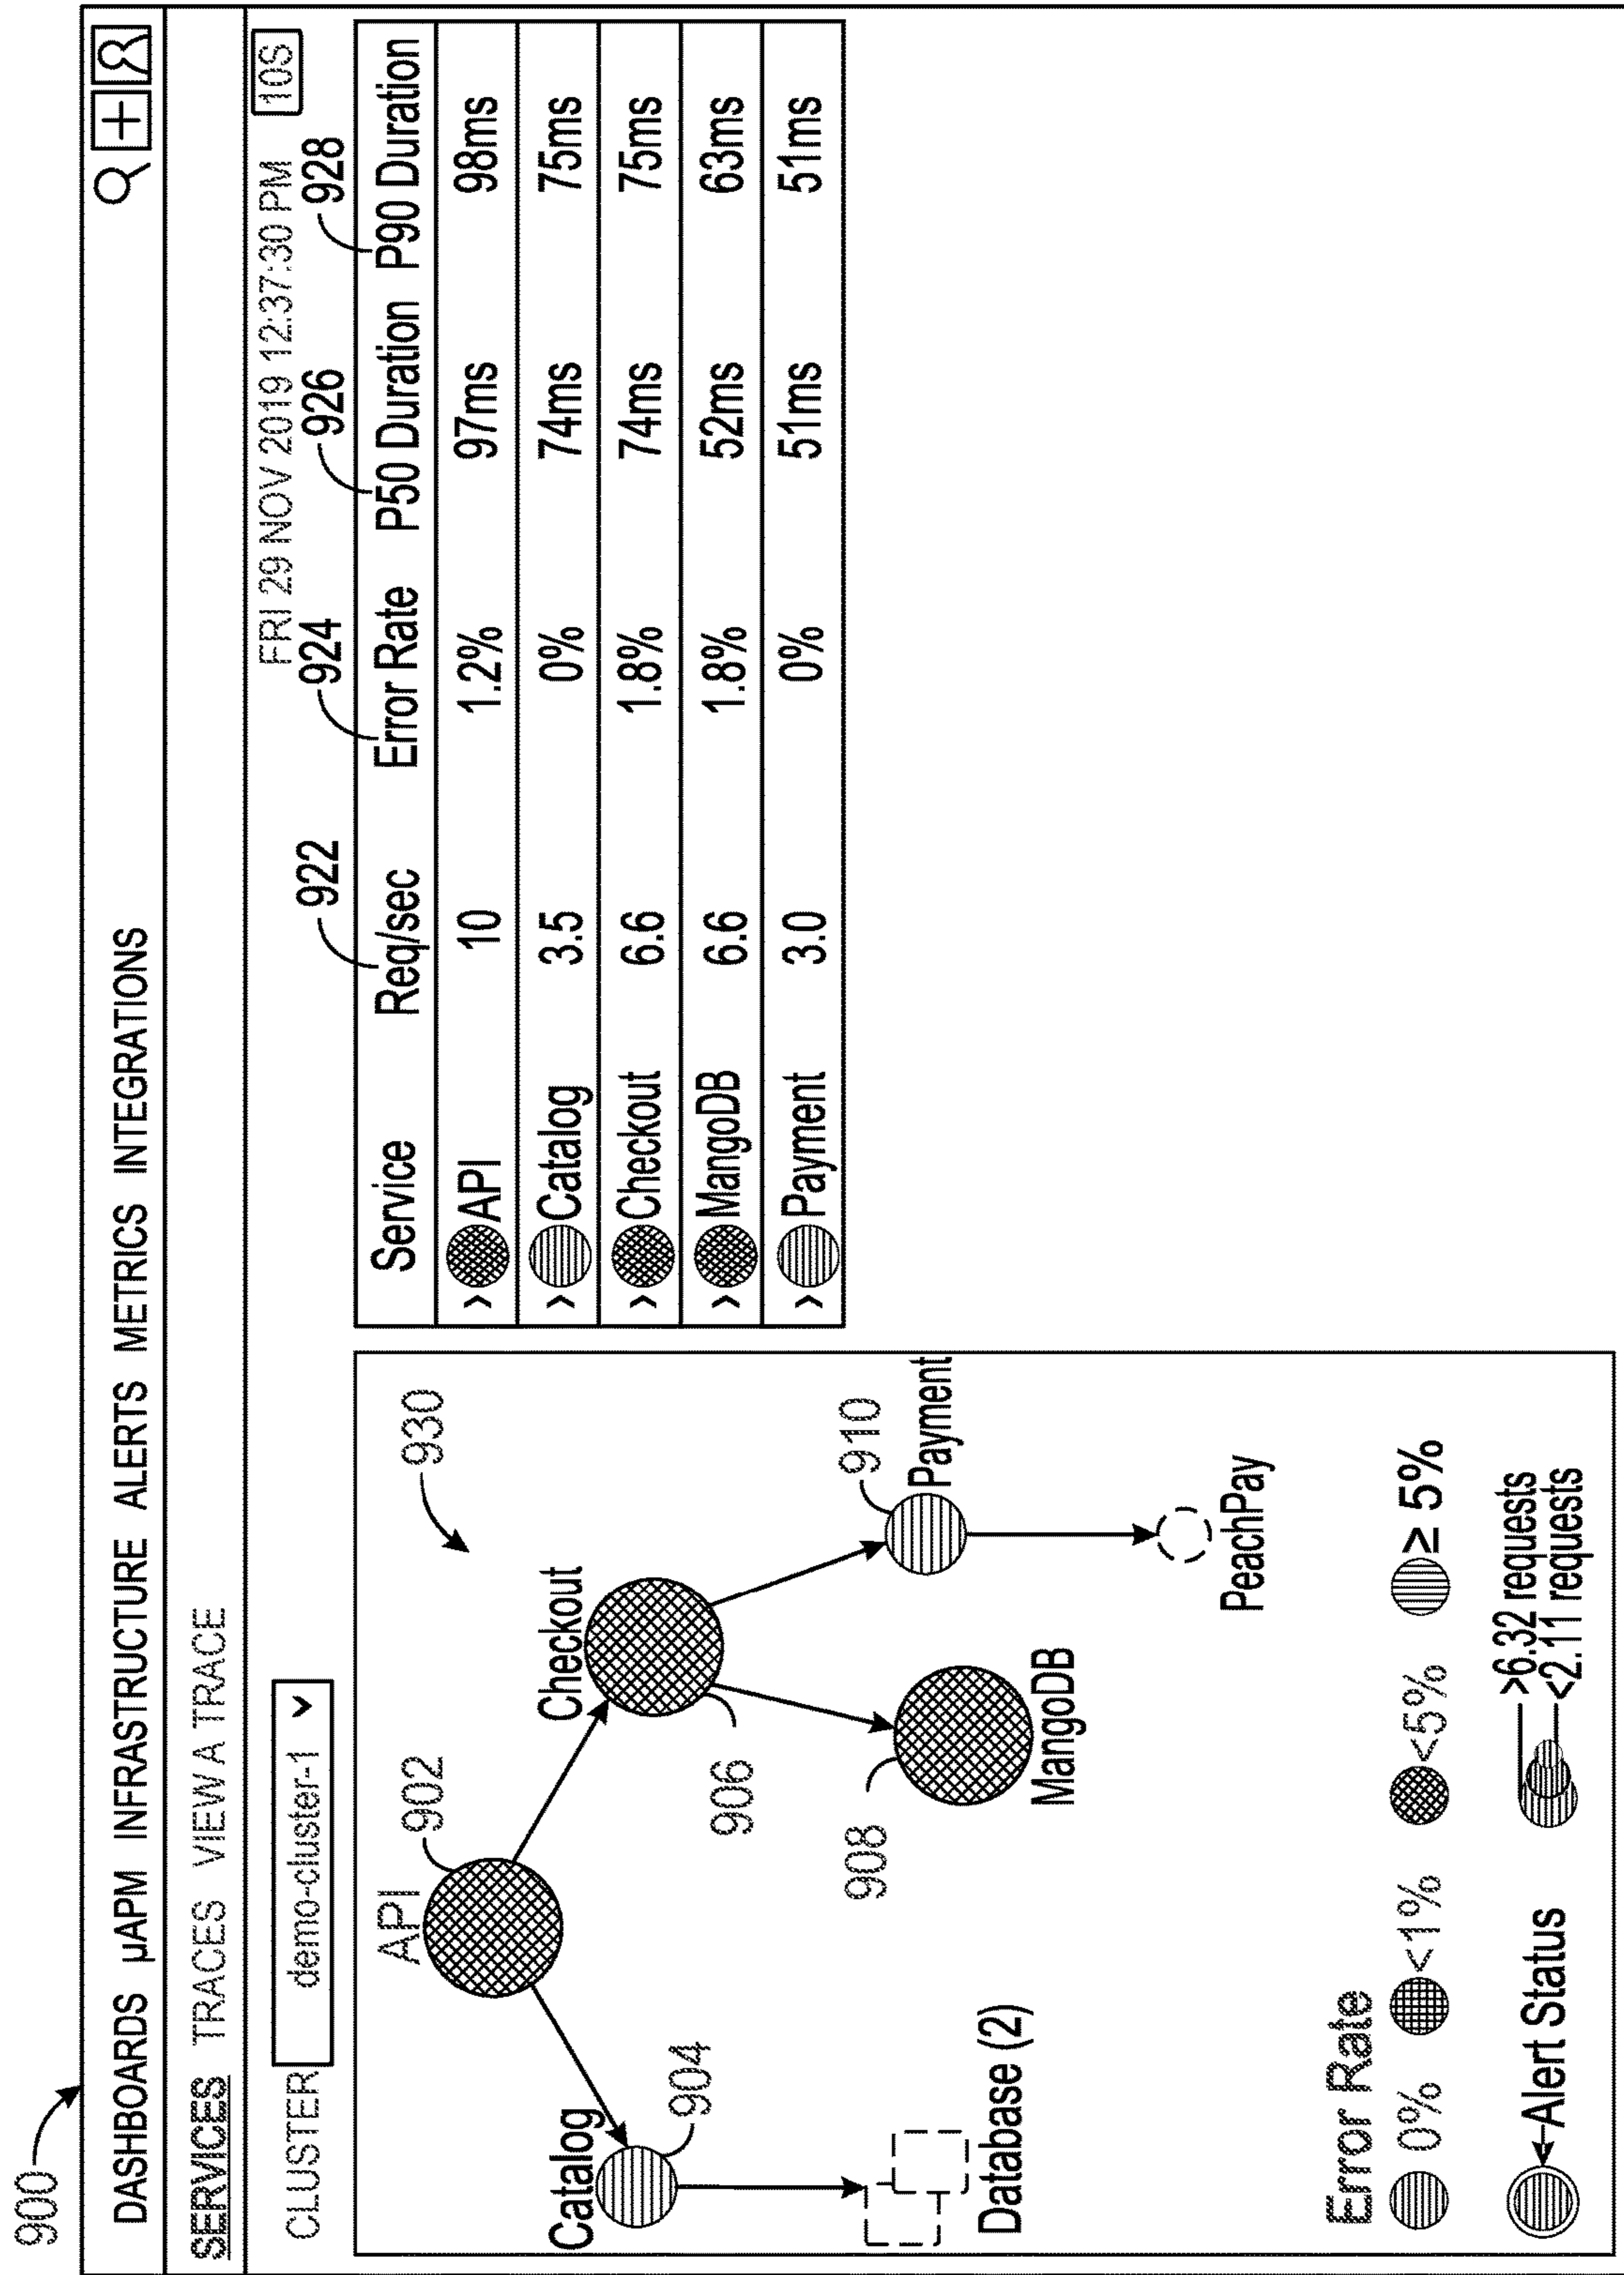 900
DASHBOARDS µAPM INFRASTRUCTURE ALERTS METRICS INTEGRATIONS
SERVICES TRACES VIEW A TRACE
CLUSTER demo-cluster-1
FRI 29 NOV 2019 12:37:30 PM 10S
930
API
902
Checkout
906
Catalog
904
908
MangoDB
910
Payment
Database (2)
PeachPay
Error Rate
0% <1% <5% ≥ 5%
Alert Status
>6.32 requests
<2.11 requests
922 924 926 928
Service Req/sec Error Rate P50 Duration P90 Duration
> API 10 1.2% 97ms 98ms
> Catalog 3.5 0% 74ms 75ms
> Checkout 6.6 1.8% 74ms 75ms
> MangoDB 6.6 1.8% 52ms 63ms
> Payment 3.0 0% 51ms 51ms